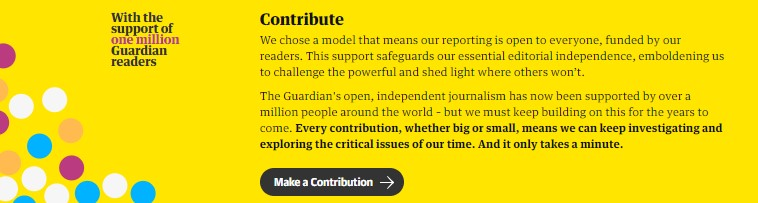 With the
support of
one million
Guardian
readers
Contribute
We chose a model that means our reporting is open to everyone, funded by our
readers. This support safeguards our essential editorial independence, emboldening us
to challenge the powerful and shed light where others won't.
The Guardian's open, independent journalism has now been supported by over a
million people around the world – but we must keep building on this for the years to
come. Every contribution, whether big or small, means we can keep investigating and
exploring the critical issues of our time. And it only takes a minute.
Make a Contribution